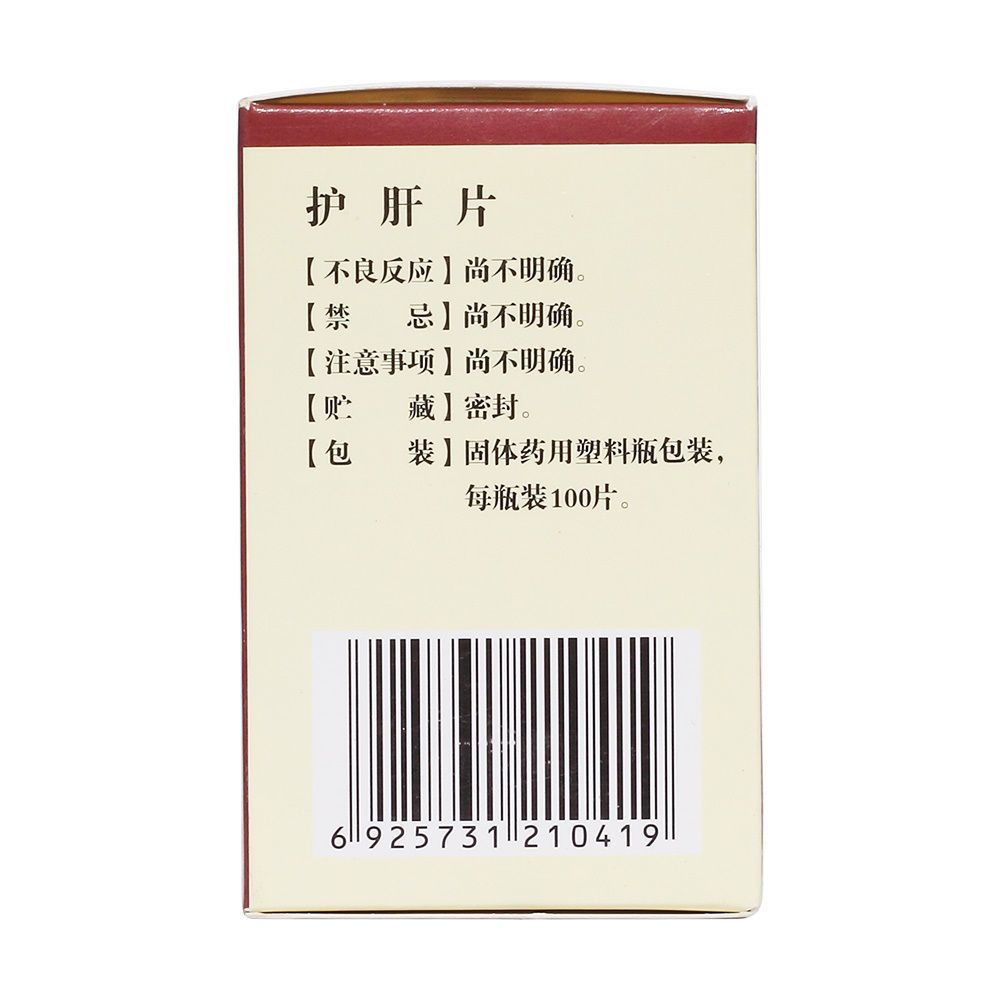 护肝片
【不良反应】尚不明确。
【禁忌】尚不明确。
【注意事项】尚不明确。
【贮藏】密封。
【包装】固体药用塑料瓶包装，
每瓶装100片。
6 925731 210419